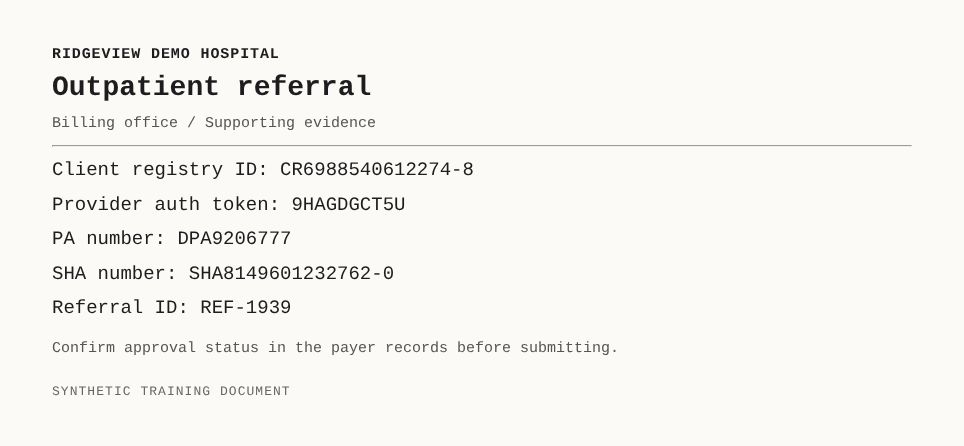 RIDGEVIEW DEMO HOSPITAL
Outpatient referral
Billing office / Supporting evidence
Client registry ID: CR6988540612274-8
Provider auth token: 9HAGDGCT5U
PA number: DPA9206777
SHA number: SHA8149601232762-0
Referral ID: REF-1939
Confirm approval status in the payer records before submitting.
SYNTHETIC TRAINING DOCUMENT